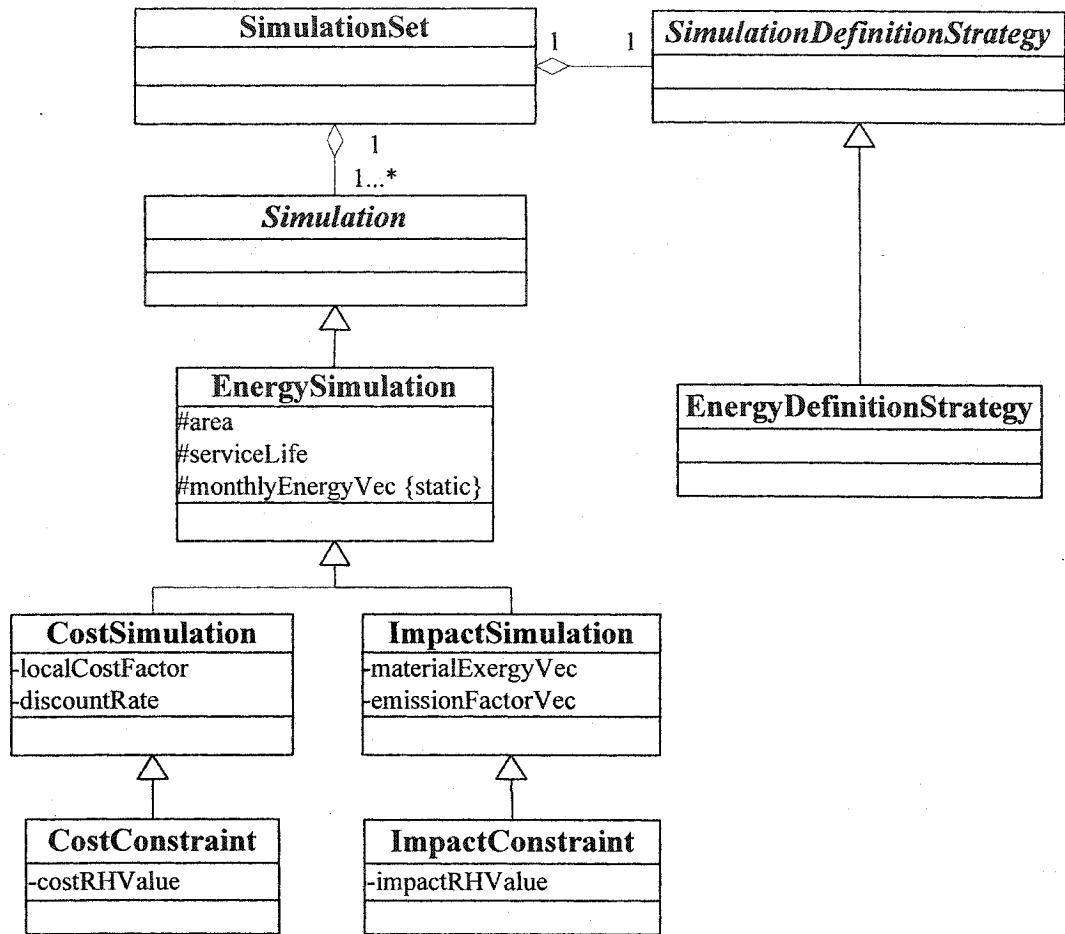 SimulationSet
1
1
SimulationDefinitionStrategy
1
1...*
Simulation
EnergySimulation
#area
#serviceLife
#monthlyEnergyVec {static}
EnergyDefinitionStrategy
CostSimulation
-localCostFactor
-discountRate
ImpactSimulation
-materialExergyVec
-emissionFactorVec
CostConstraint
-costRHValue
ImpactConstraint
-impactRHValue